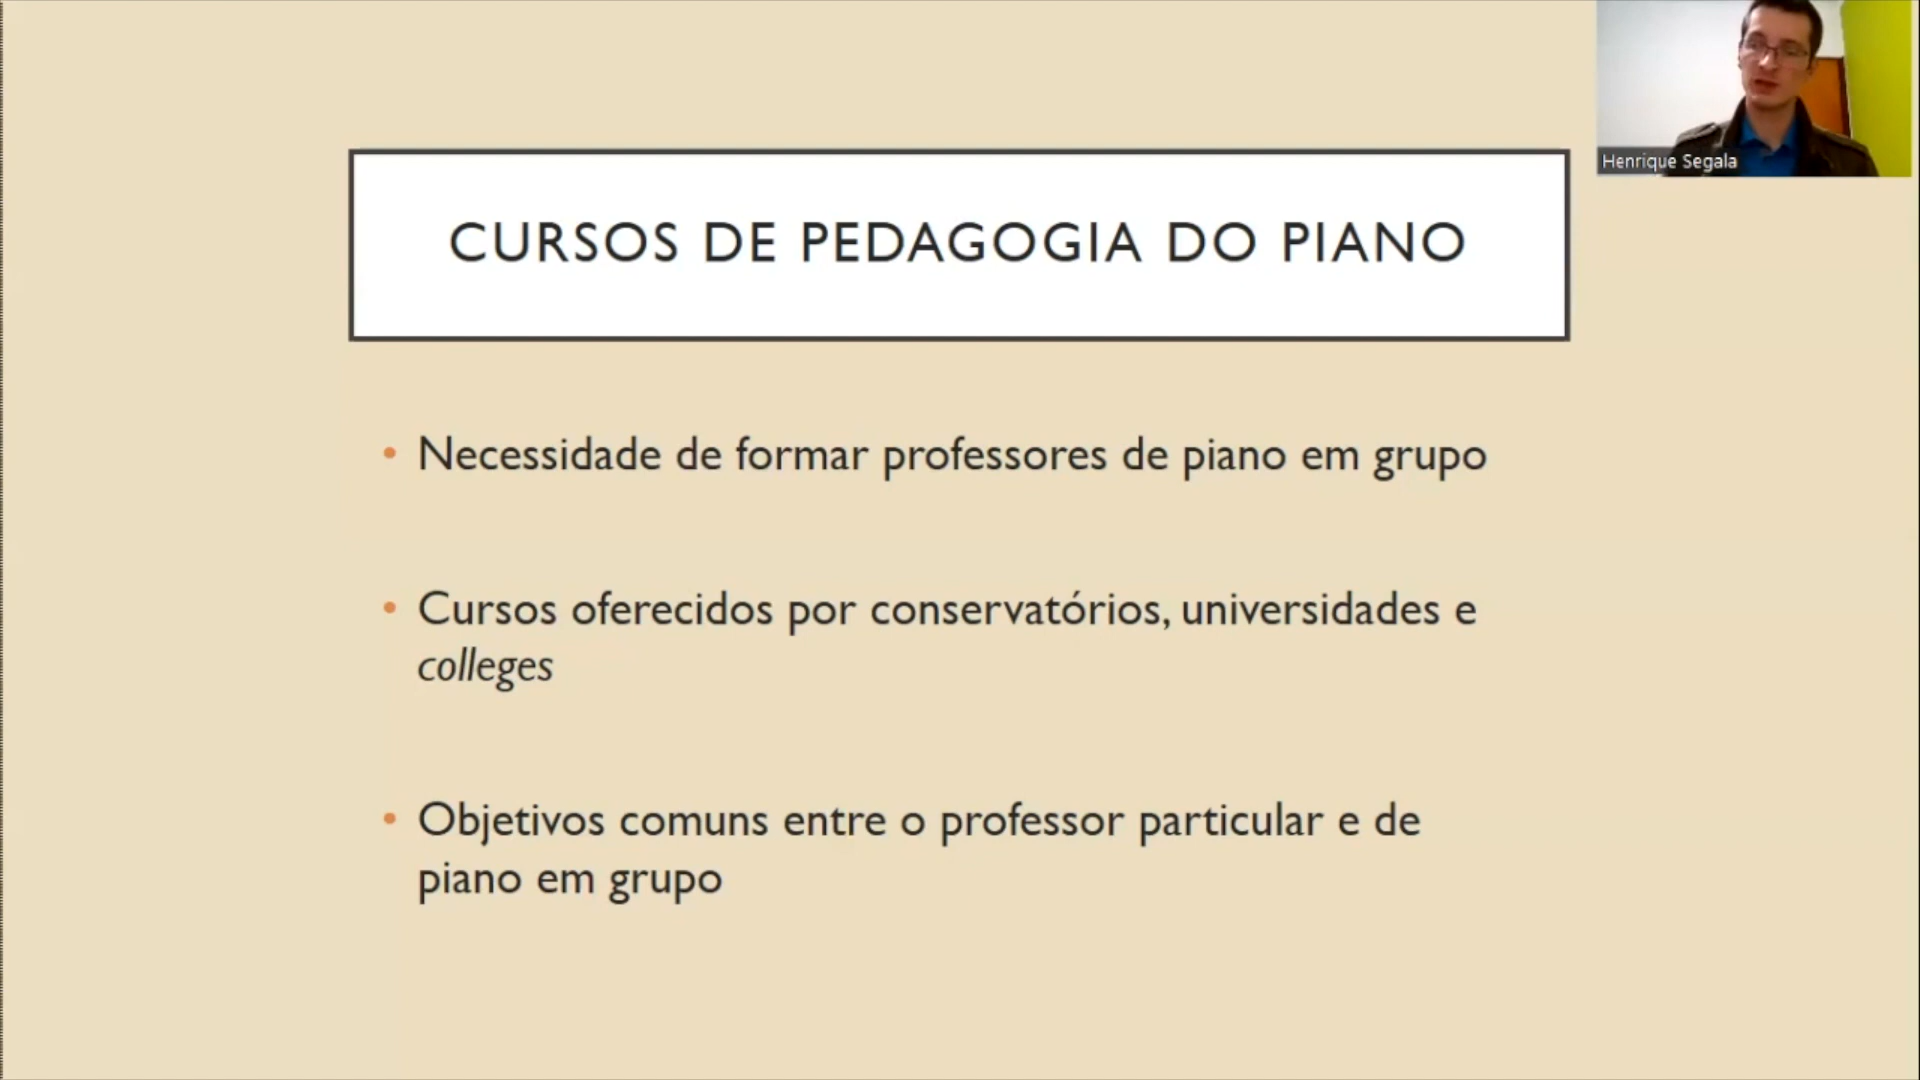 Henrique Segala
CURSOS DE PEDAGOGIA DO PIANO
• Necessidade de formar professores de piano em grupo
• Cursos oferecidos por conservatórios, universidades e
colleges
• Objetivos comuns entre o professor particular e de
piano em grupo